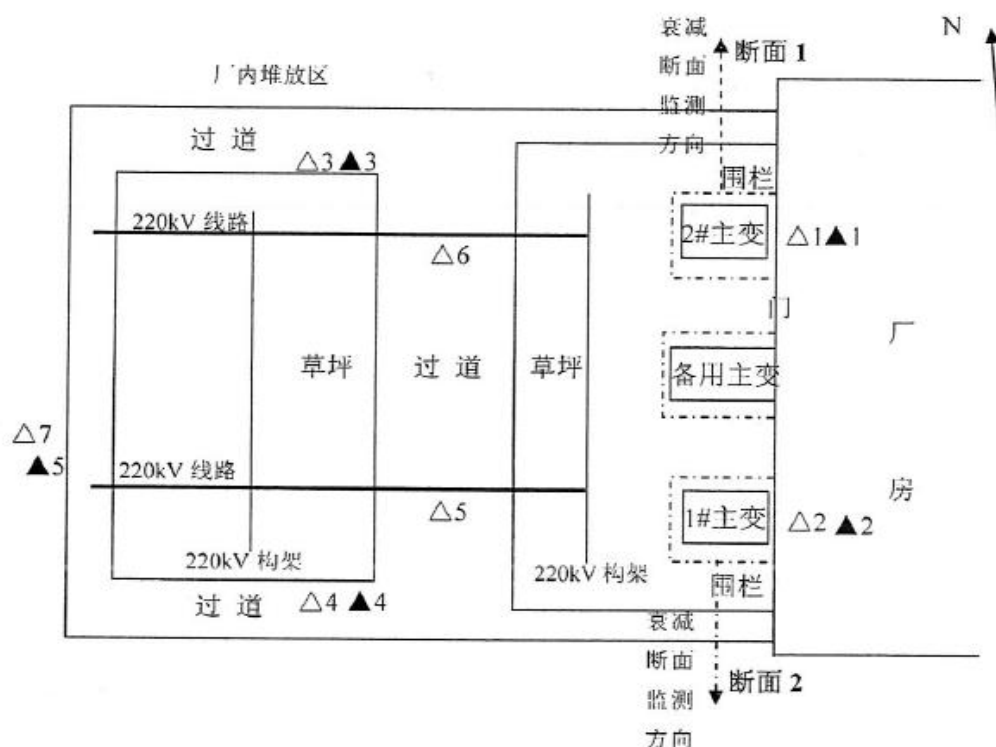 N
衰减
断面
监测
方向
断面 1
厂内堆放区
过 道
△3 ▲3
围栏
220kV 线路
2#主变
△1▲1
△6
门
厂
草坪
过 道
草坪
备用主变
△7
▲5
220kV 线路
△5
1#主变
△2 ▲2
房
220kV 构架
220kV 构架
围栏
过 道
△4 ▲4
衰减
断面
监测
方向
断面 2